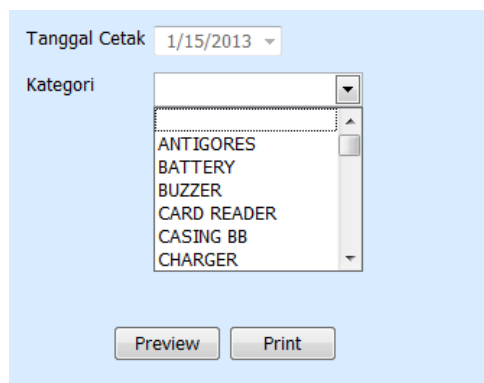 Tanggal Cetak 1/15/2013
Kategori
ANTIGORES
BATTERY
BUZZER
CARD READER
CASING BB
CHARGER
Preview Print